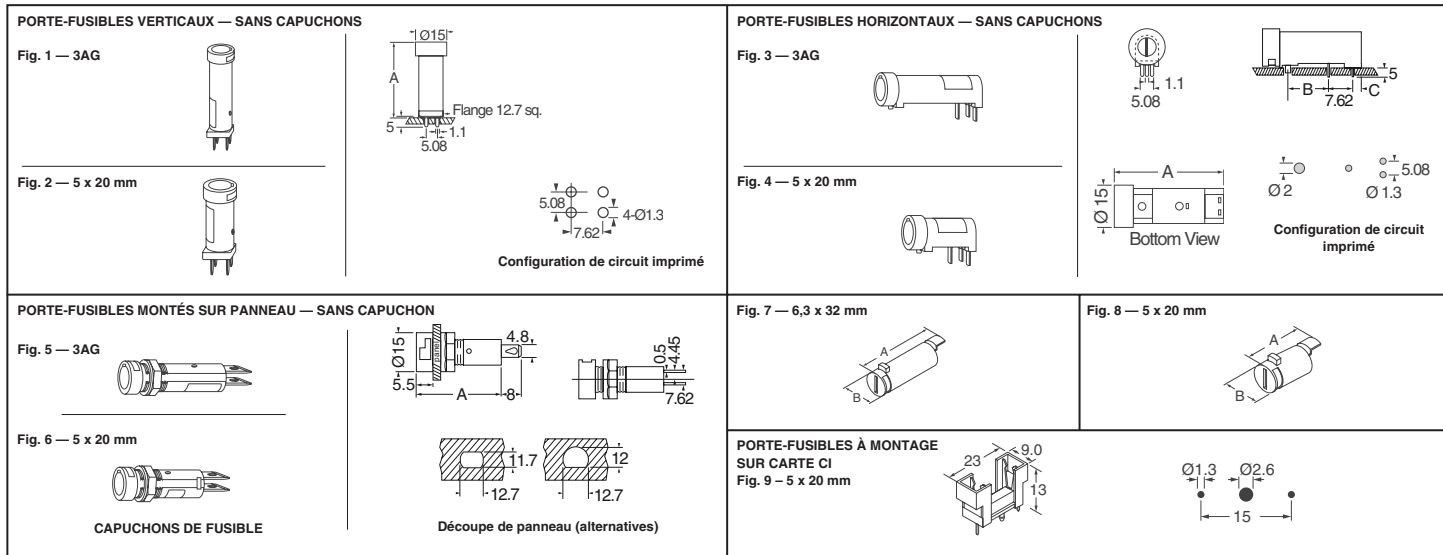 PORTE-FUSIBLES VERTICAUX — SANS CAPUCHONS
Fig. 1 — 3AG
Ø15
A
Flange 12.7 sq.
5
1.1
5.08
Fig. 2 — 5 x 20 mm
5.08
4-Ø1.3
7.62
Configuration de circuit imprimé
PORTE-FUSIBLES HORIZONTAUX — SANS CAPUCHONS
Fig. 3 — 3AG
1.1
5.08
5
B
7.62
C
Fig. 4 — 5 x 20 mm
A
Ø 15
Bottom View
Ø 2
Ø 1.3
5.08
Configuration de circuit
imprimé
PORTE-FUSIBLES MONTÉS SUR PANNEAU — SANS CAPUCHON
Fig. 5 — 3AG
Ø15
panel
4.8
5.5
A
8
0.5
4.45
7.62
Fig. 6 — 5 x 20 mm
11.7
12.7
12
12.7
CAPUCHONS DE FUSIBLE
Découpe de panneau (alternatives)
Fig. 7 — 6,3 x 32 mm
A
B
Fig. 8 — 5 x 20 mm
A
B
PORTE-FUSIBLES À MONTAGE
SUR CARTE CI
Fig. 9 – 5 x 20 mm
23
9.0
13
Ø1.3
Ø2.6
15